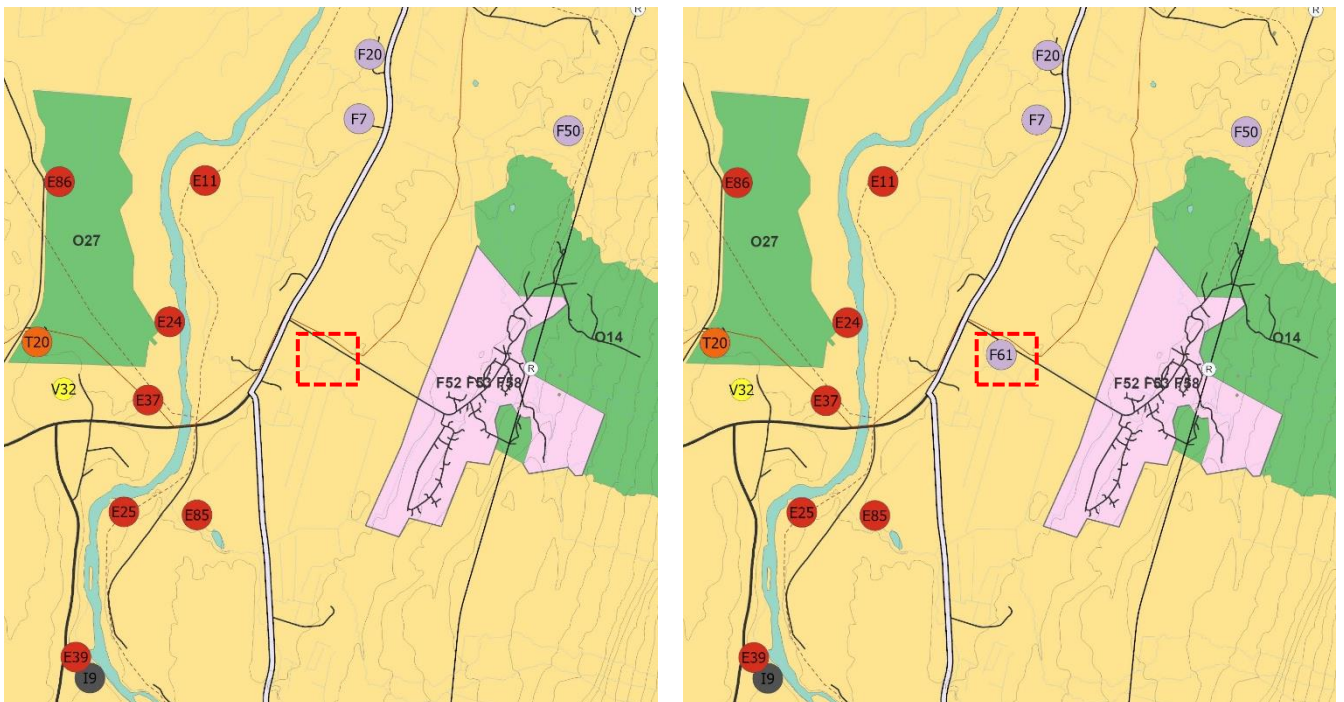 R
F20
F7
F50
E86
E11
O27
E24
T20
O14
R
V32
F52 F53 F58
E37
E25
E85
E39
I9
R
F20
F7
F50
E86
E11
O27
E24
T20
O14
F61
R
V32
F52 F53 F58
E37
E25
E85
E39
I9